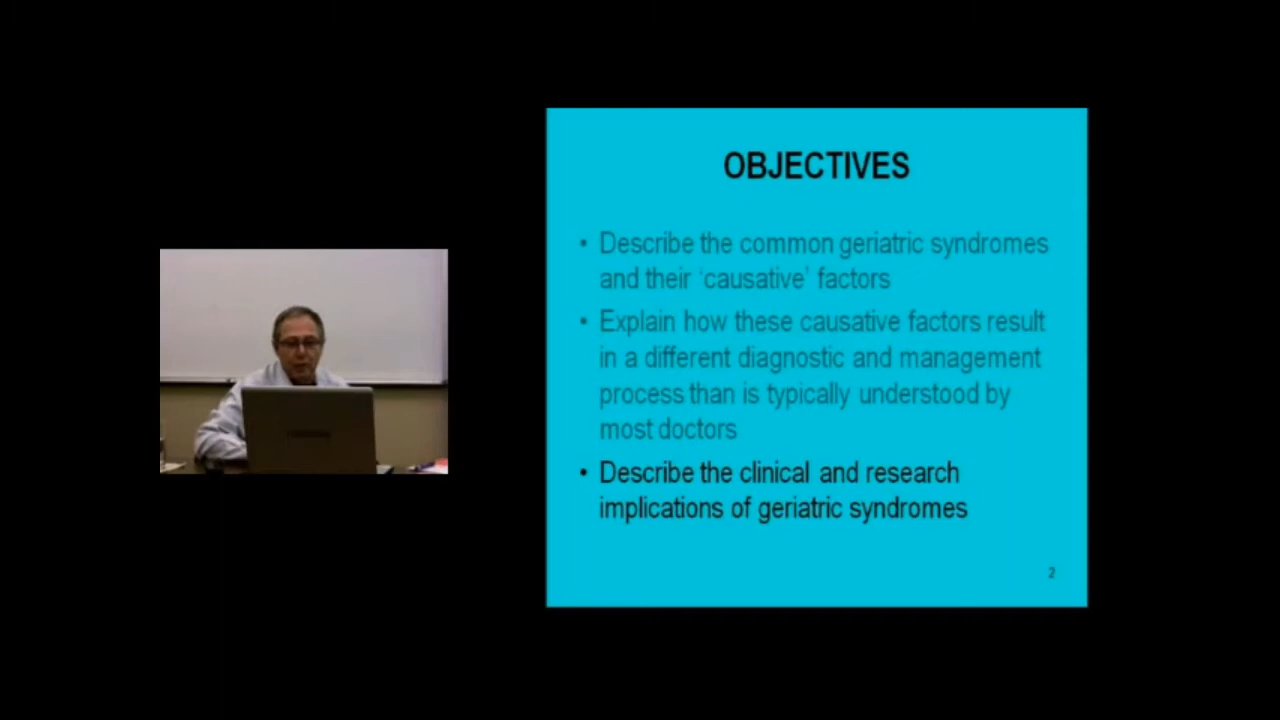 OBJECTIVES
• Describe the common geriatric syndromes
and their ‘causative’ factors
• Explain how these causative factors result
in a different diagnostic and management
process than is typically understood by
most doctors
• Describe the clinical and research
implications of geriatric syndromes
2